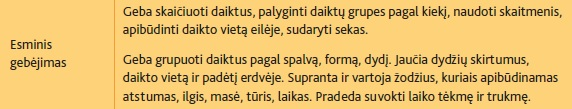 Esminis
gebėjimas
Geba skaičiuoti daiktus, palyginti daiktų grupes pagal kiekį, naudoti skaitmenis,
apibūdinti daikto vietą eilėje, sudaryti sekas.
Geba grupuoti daiktus pagal spalvą, formą, dydį. Jaučia dydžių skirtumus,
daikto vietą ir padėtį erdvėje. Supranta ir vartoja žodžius, kuriais apibūdinamas
atstumas, ilgis, masė, tūris, laikas. Pradeda suvokti laiko tėkmę ir trukmę.